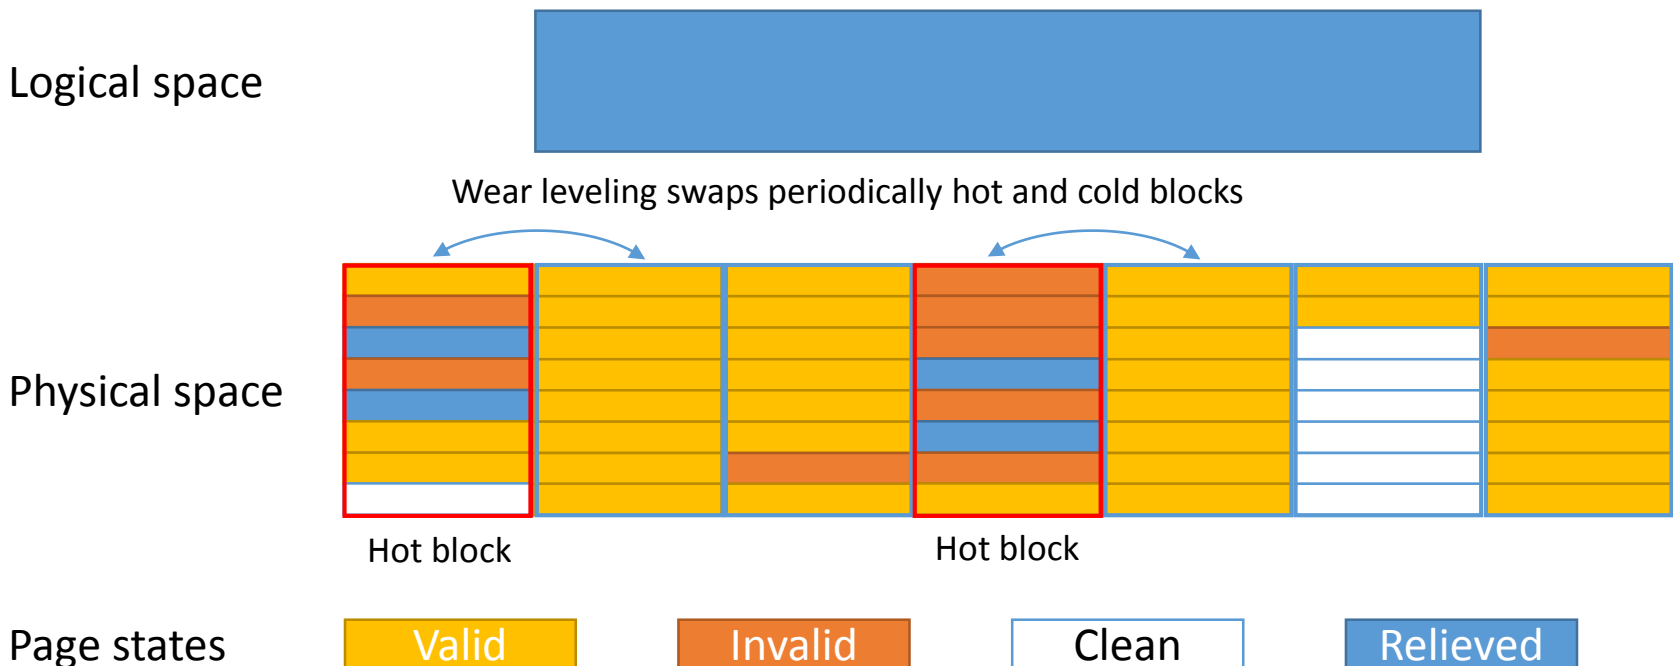 Logical space
Wear leveling swaps periodically hot and cold blocks
Physical space
Hot block
Hot block
Page states
Valid
Invalid
Clean
Relieved